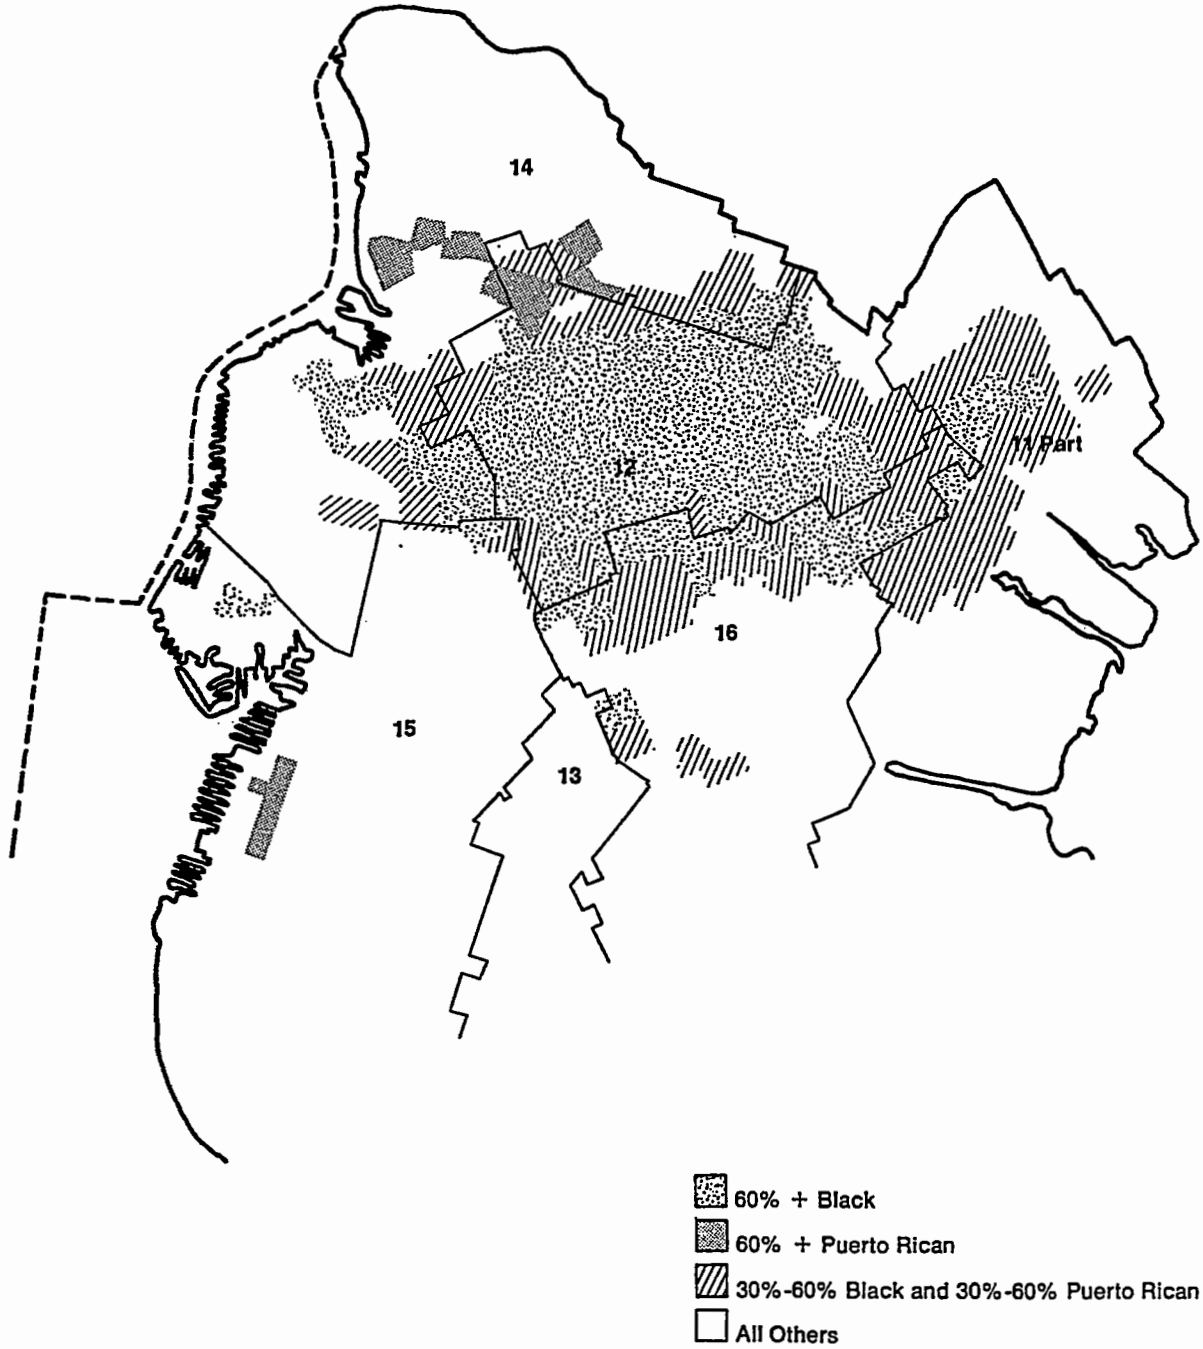 14
11 Part
12
16
15
13
60% + Black
60% + Puerto Rican
30%-60% Black and 30%-60% Puerto Rican
All Others